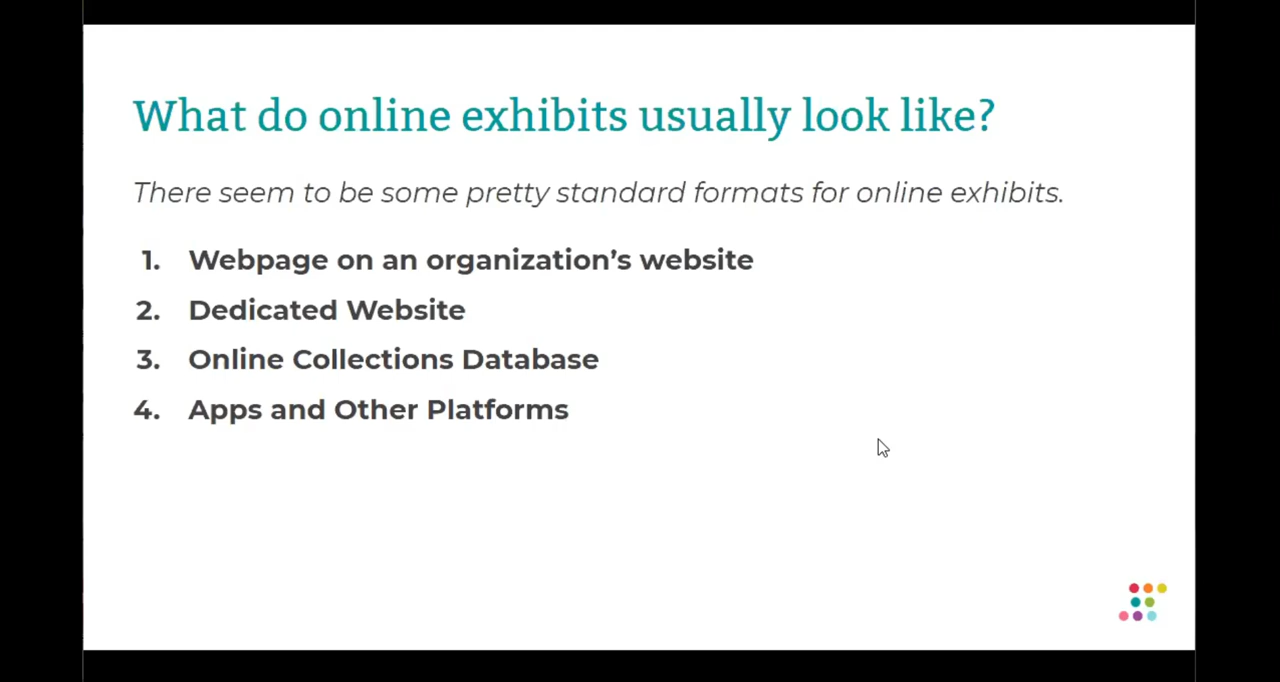 What do online exhibits usually look like?
There seem to be some pretty standard formats for online exhibits.
1. Webpage on an organization’s website
2. Dedicated Website
3. Online Collections Database
4. Apps and Other Platforms